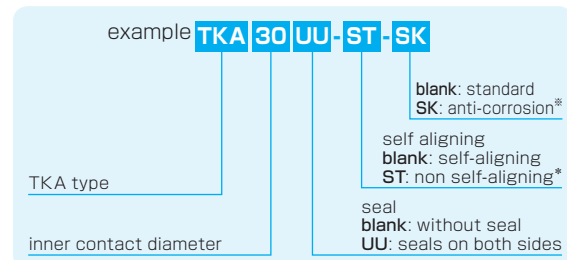 example TKA 30 UU - ST - SK
blank: standard
SK: anti-corrosion※
self aligning
blank: self-aligning
ST: non self-aligning*
TKA type
seal
blank: without seal
inner contact diameter
UU: seals on both sides